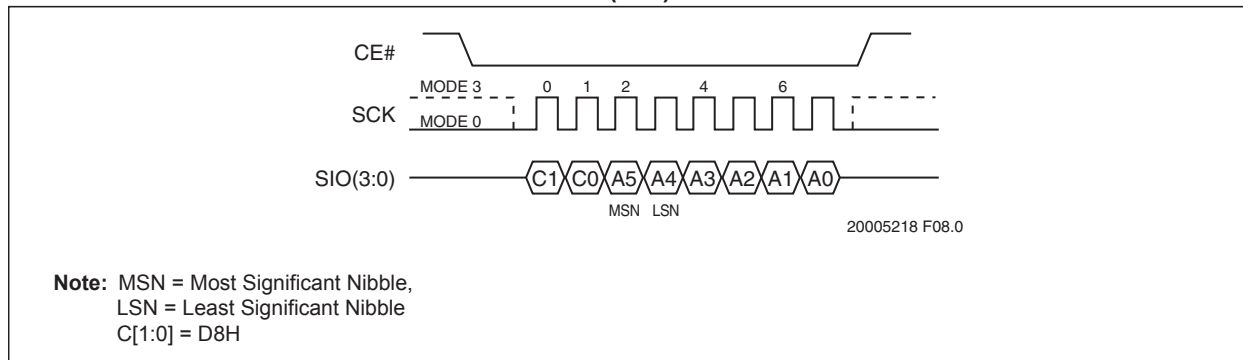 CE#
MODE 3 0 1 2 4 6
SCK
MODE 0
SIO(3:0) C1 C0 A5 A4 A3 A2 A1 A0
MSN LSN
20005218 F08.0
Note: MSN = Most Significant Nibble,
LSN = Least Significant Nibble
C[1:0] = D8H